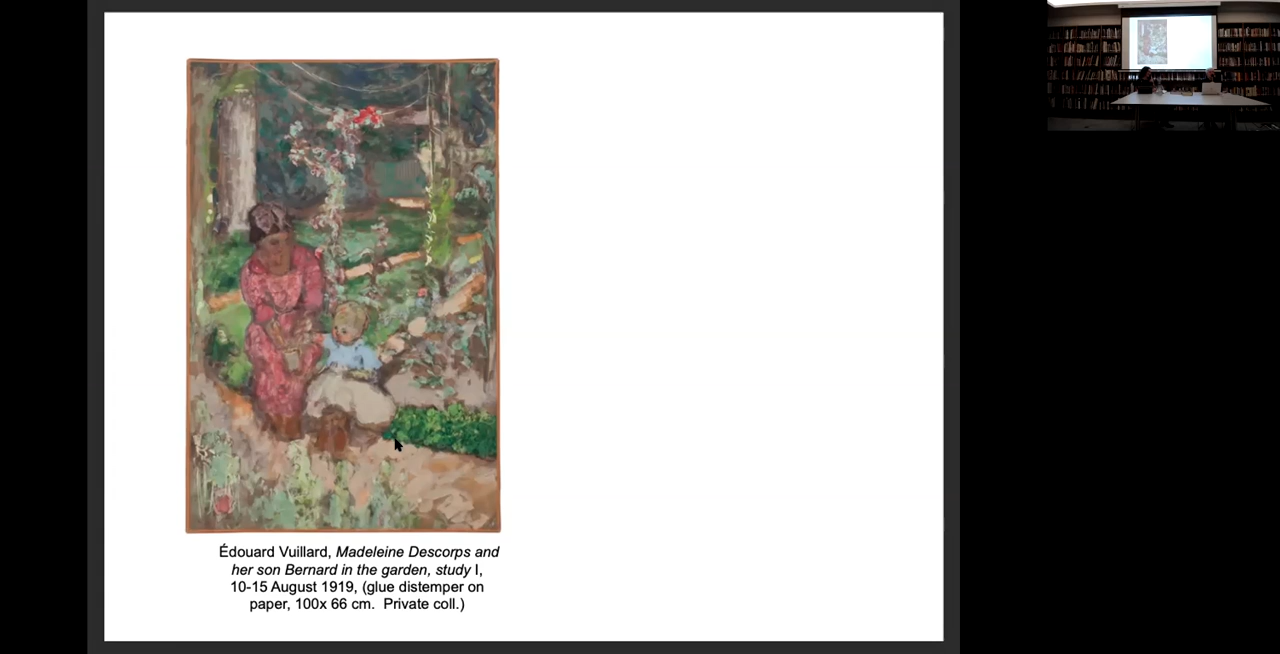 Édouard Vuillard, Madeleine Descorps and
her son Bernard in the garden, study I,
10-15 August 1919, (glue distemper on
paper, 100x 66 cm.  Private coll.)